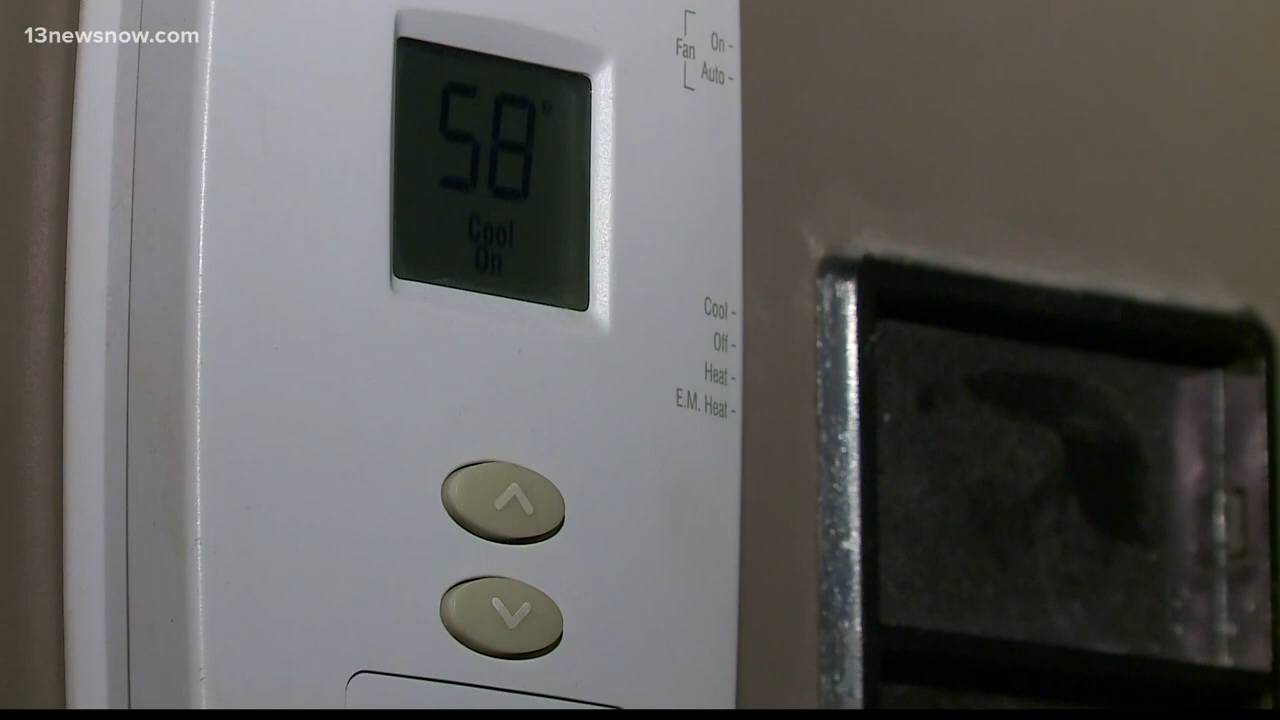 13newsnow.com
Fan
On -
Auto -
58°
Cool
On
Cool -
Off -
Heat -
E.M. Heat -